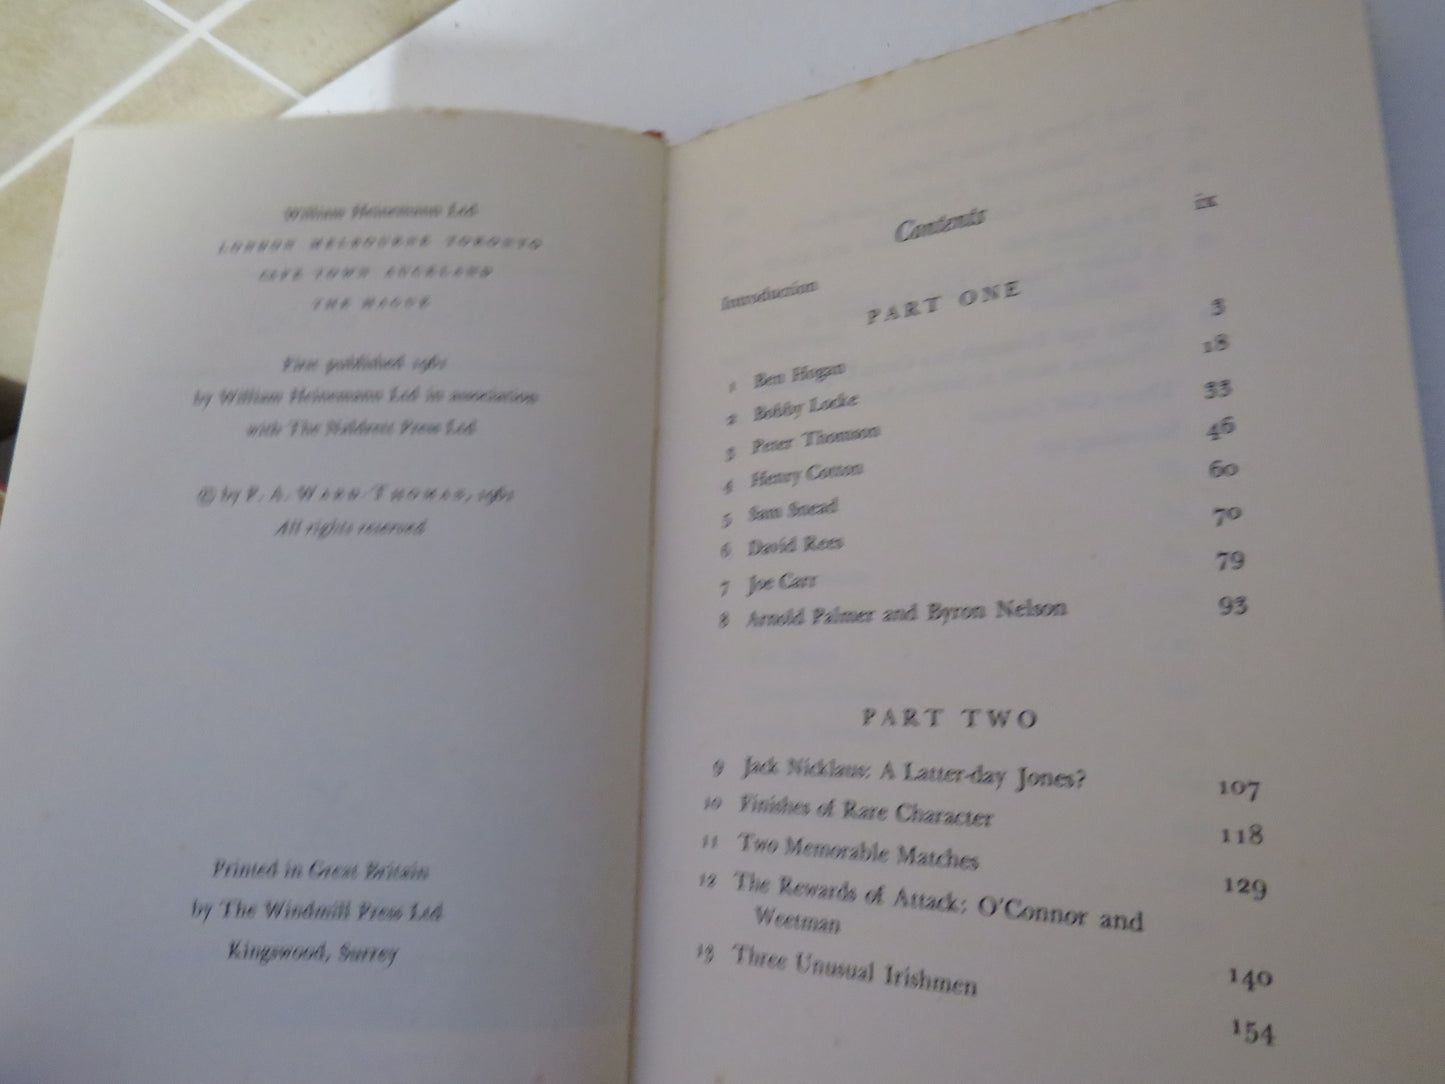 William Heinemann Ltd
LONDON MELBOURNE TORONTO
CAPE TOWN AUCKLAND
THE HAGUE
First published 1961
by William Heinemann Ltd in association
with The Naldrett Press Ltd
© by P. A. WARD-THOMAS, 1961
All rights reserved
Printed in Great Britain
by The Windmill Press Ltd
Kingswood, Surrey
Contents
Introduction ix
PART ONE
1 Ben Hogan 3
2 Bobby Locke 18
3 Peter Thomson 33
4 Henry Cotton 46
5 Sam Snead 60
6 David Rees 70
7 Joe Carr 79
8 Arnold Palmer and Byron Nelson 93
PART TWO
9 Jack Nicklaus: A Latter-day Jones? 107
10 Finishes of Rare Character 118
11 Two Memorable Matches 129
12 The Rewards of Attack: O'Connor and
Weetman 140
13 Three Unusual Irishmen 154